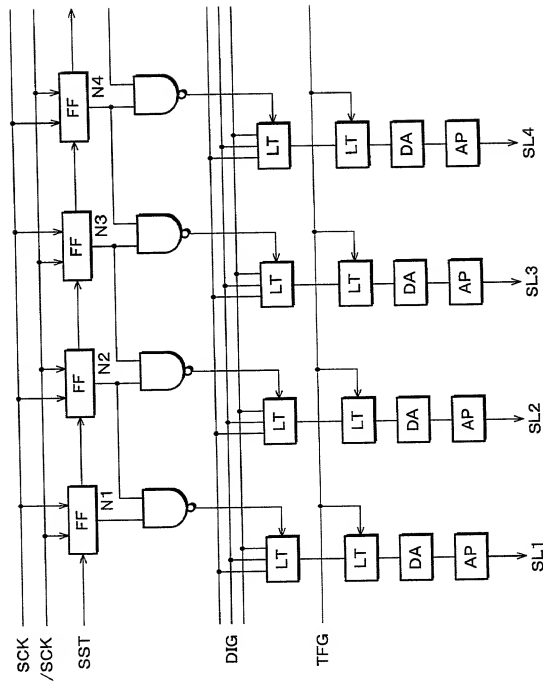 SCK
/SCK
SST
FF
FF
FF
FF
N1
N2
N3
N4
DIG
LT
LT
LT
LT
TFG
LT
LT
LT
LT
DA
DA
DA
DA
AP
AP
AP
AP
SL1
SL2
SL3
SL4